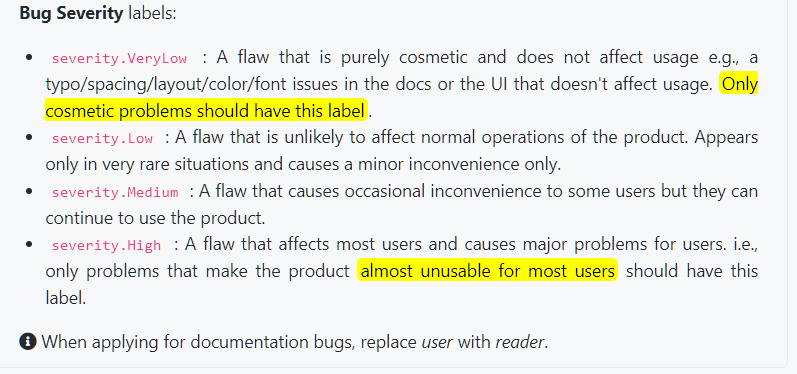 Bug Severity labels:
• severity.VeryLow : A flaw that is purely cosmetic and does not affect usage e.g., a
typo/spacing/layout/color/font issues in the docs or the UI that doesn't affect usage. Only
cosmetic problems should have this label.
• severity.Low : A flaw that is unlikely to affect normal operations of the product. Appears
only in very rare situations and causes a minor inconvenience only.
• severity.Medium : A flaw that causes occasional inconvenience to some users but they can
continue to use the product.
• severity.High : A flaw that affects most users and causes major problems for users. i.e.,
only problems that make the product almost unusable for most users should have this
label.
When applying for documentation bugs, replace user with reader.